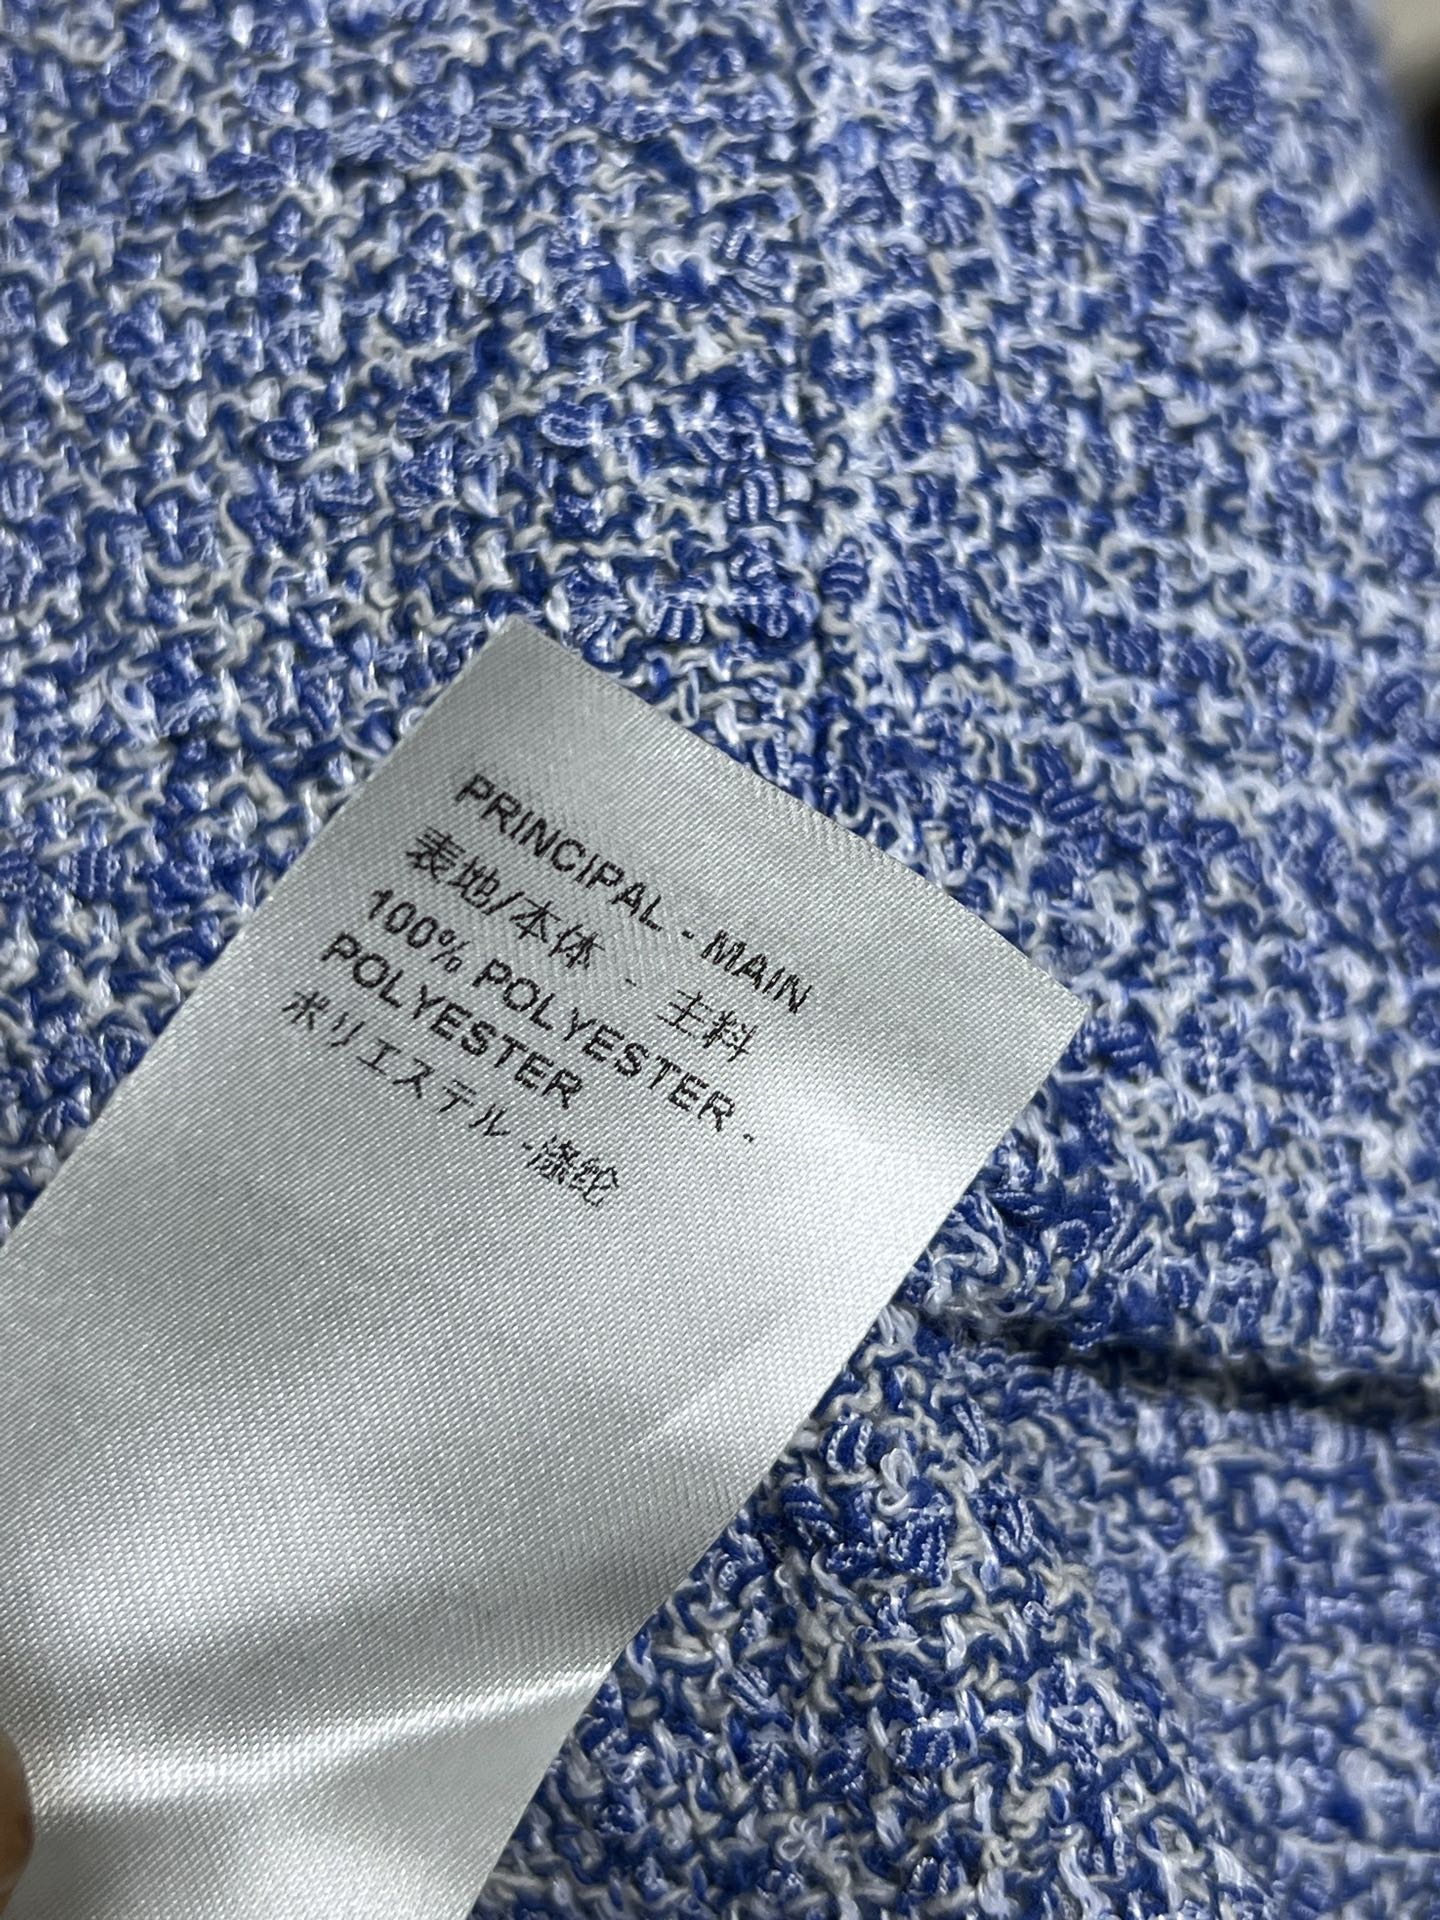 PRINCIPAL - MAIN
表地/本体 - 主料
100% POLYESTER -
POLYESTER
ポリエステル -涤纶